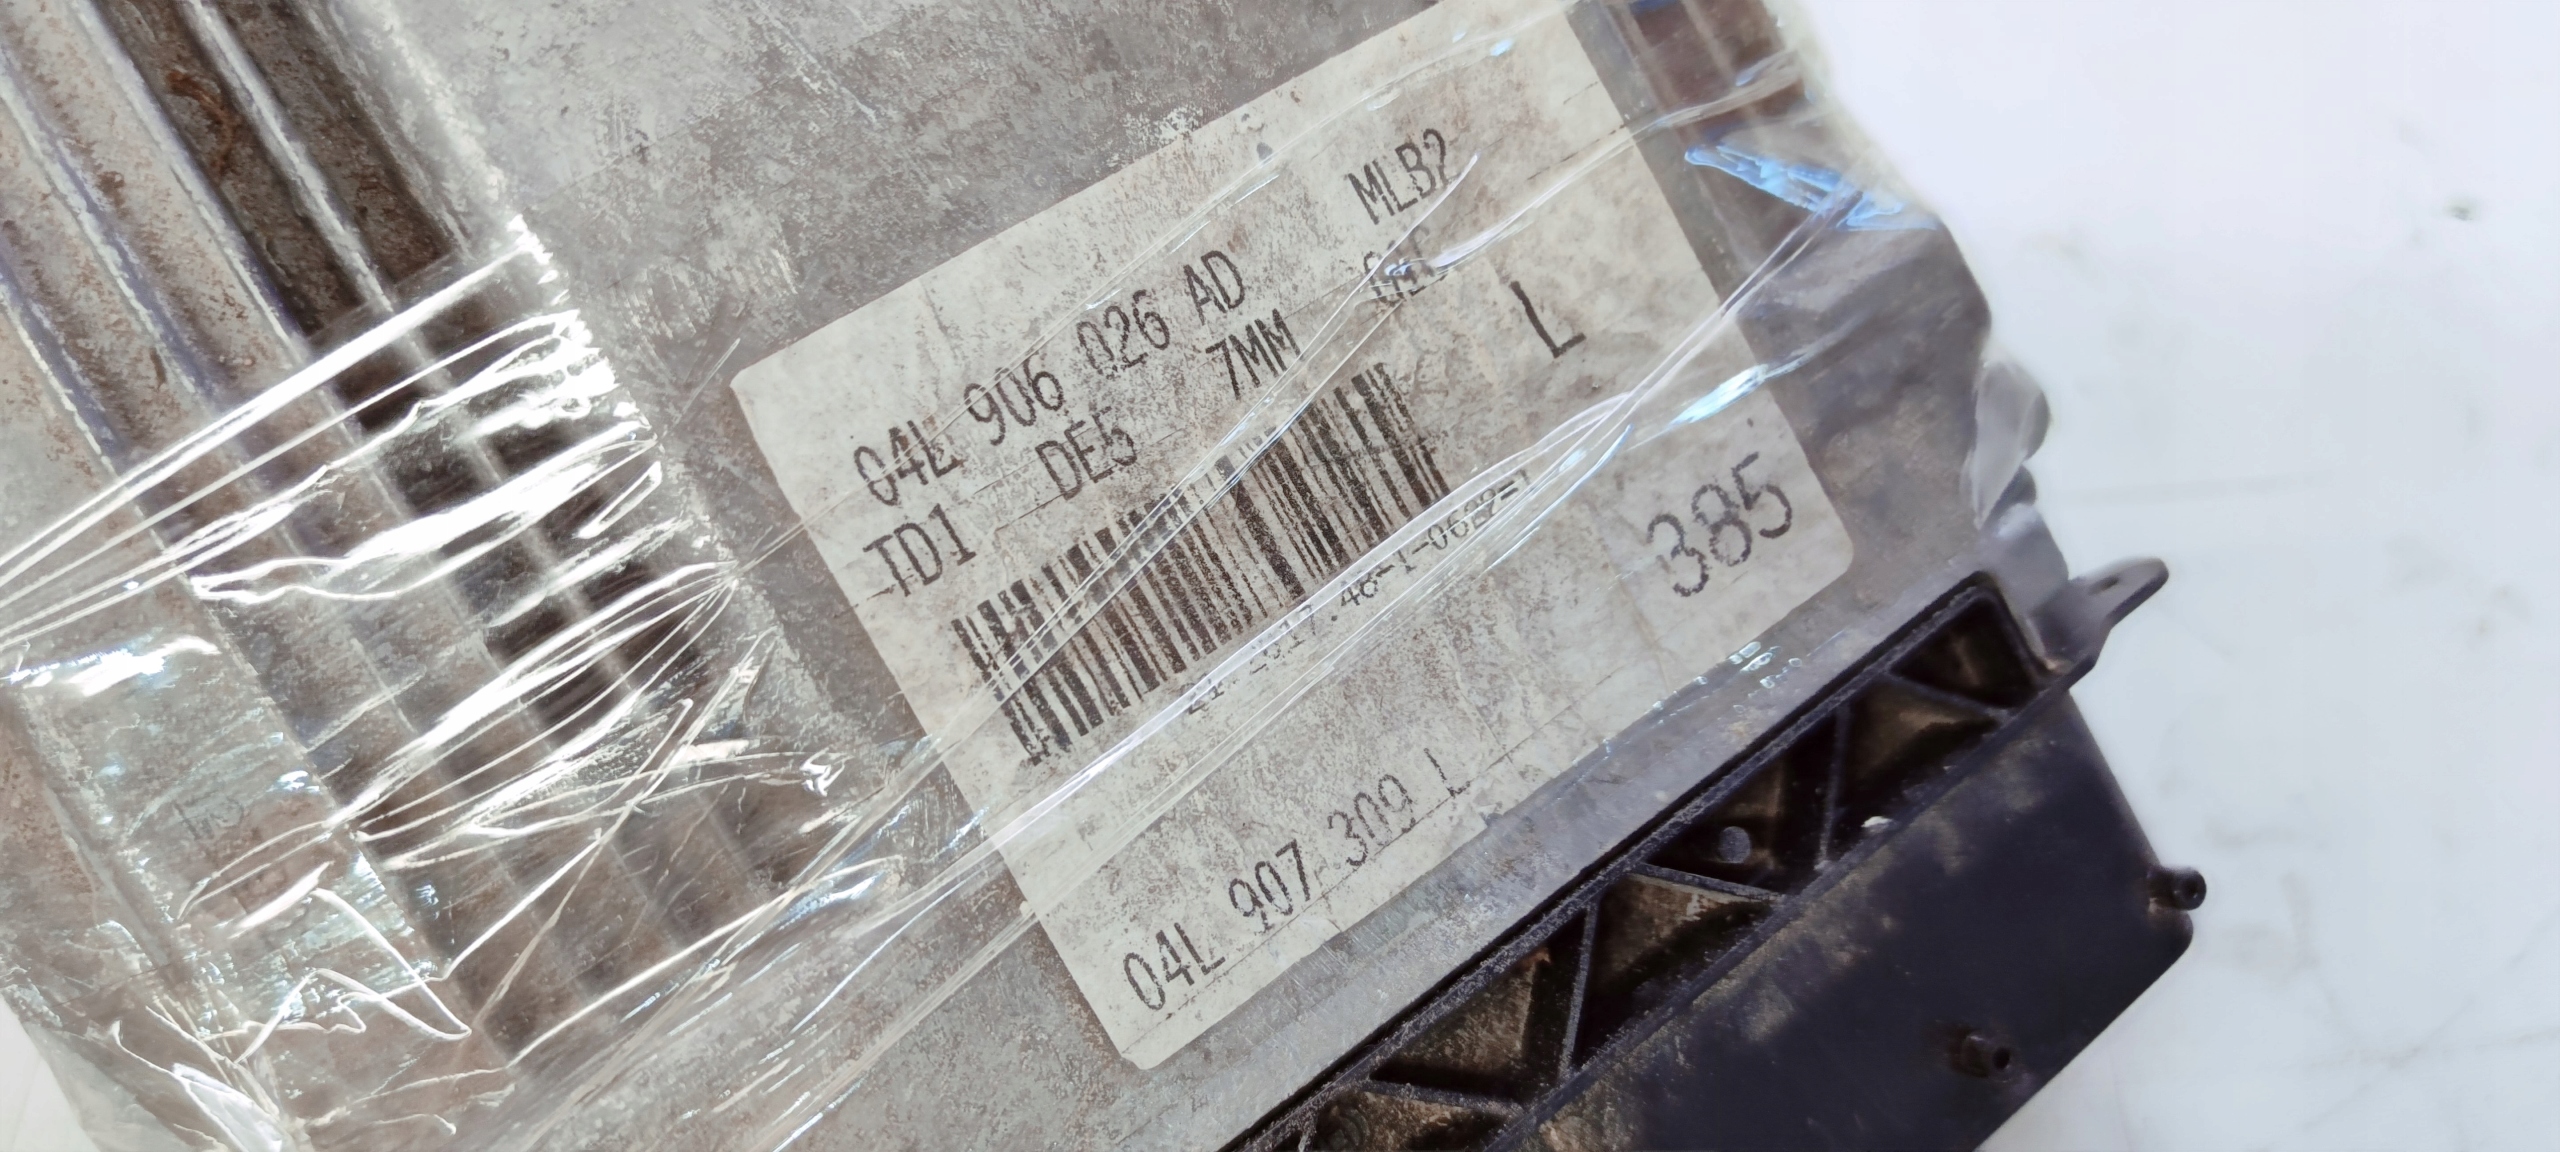 04L 906 026 AD MLB2
TD1 DE5 7MM
L
385
04L 907 309 L